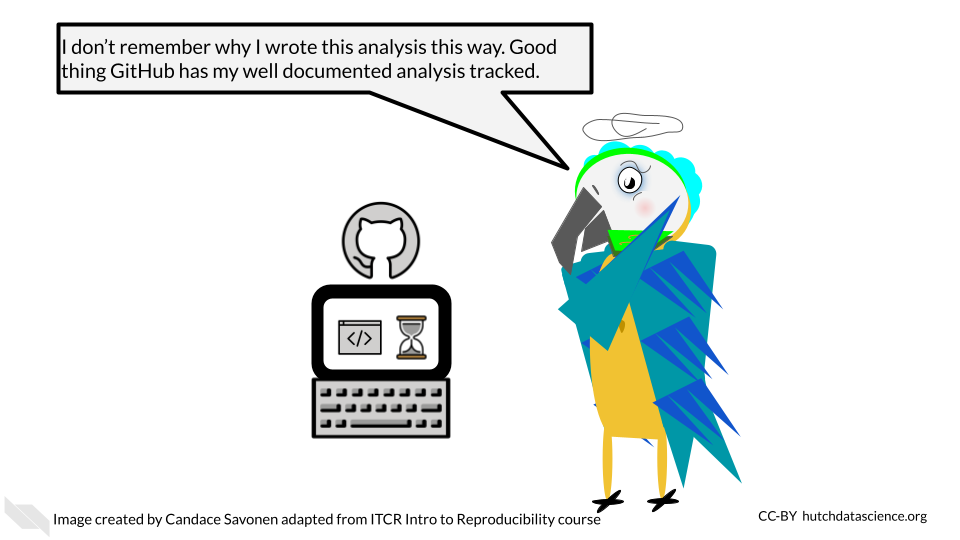 I don’t remember why I wrote this analysis this way. Good
thing GitHub has my well documented analysis tracked.
</>
Image created by Candace Savonen adapted from ITCR Intro to Reproducibility course
CC-BY hutchdatascience.org